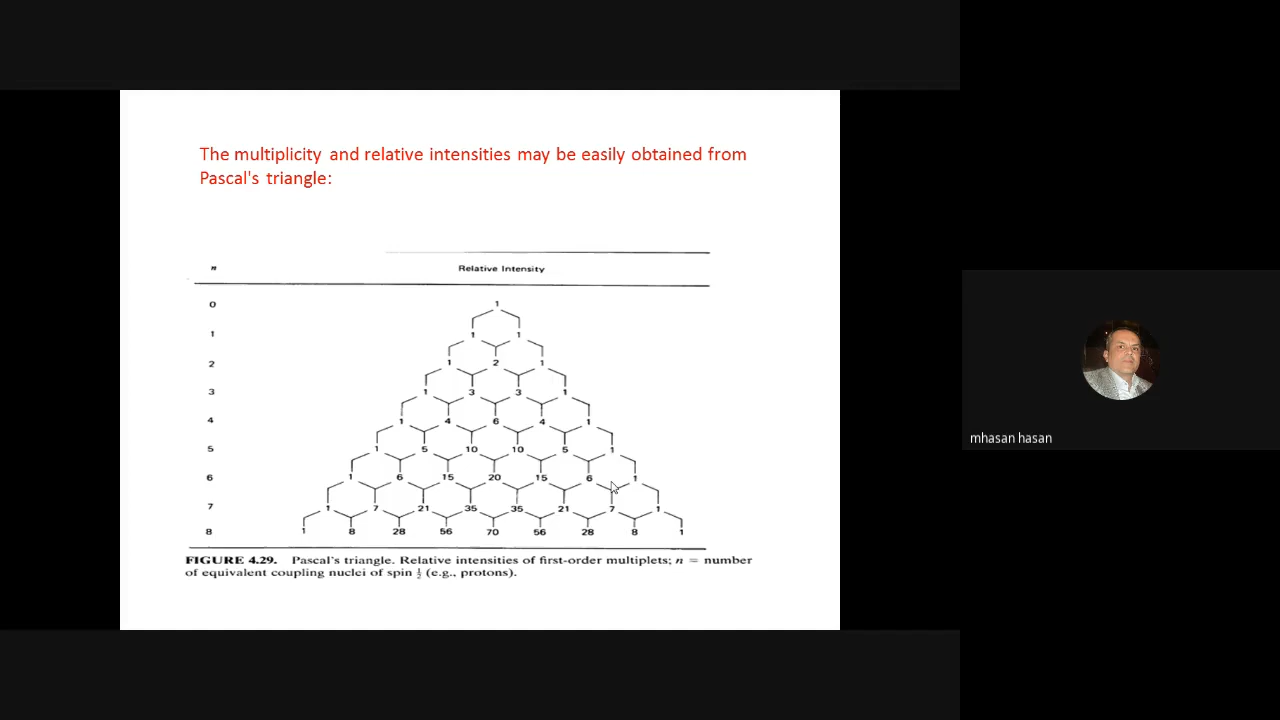 The multiplicity and relative intensities may be easily obtained from
Pascal's triangle:
n Relative Intensity
0 1
1 1 1
2 1 2 1
3 1 3 3 1
4 1 4 6 4 1
5 1 5 10 10 5 1
6 1 6 15 20 15 6 1
7 1 7 21 35 35 21 7 1
8 1 8 28 56 70 56 28 8 1
FIGURE 4.29. Pascal's triangle. Relative intensities of first-order multiplets; n = number
of equivalent coupling nuclei of spin ½ (e.g., protons).
mhasan hasan